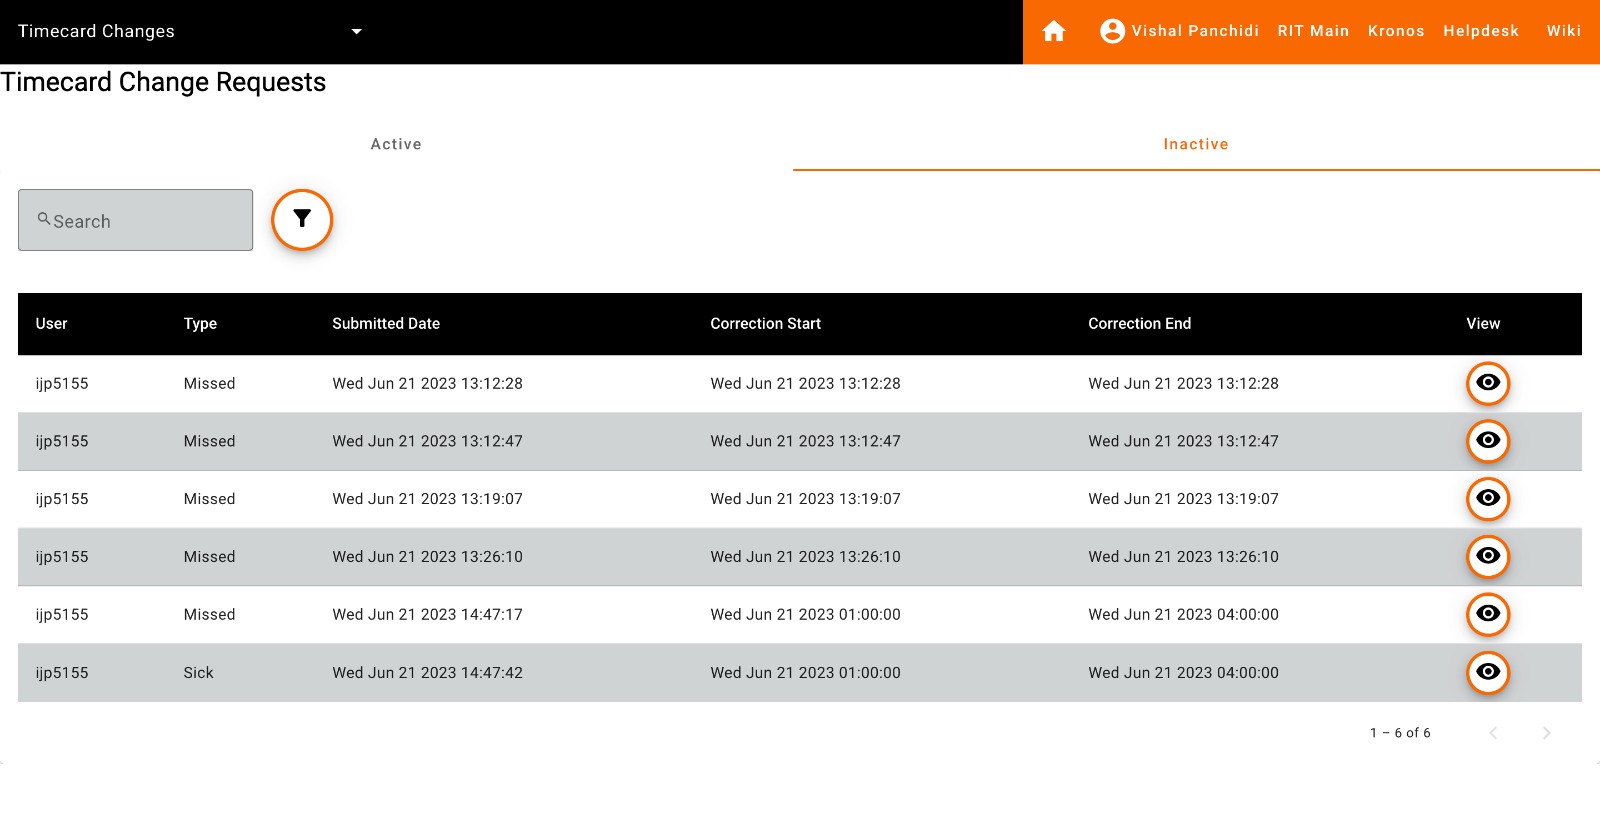 Timecard Changes
Vishal Panchidi RIT Main Kronos Helpdesk Wiki
Timecard Change Requests
Active Inactive
Search
User Type Submitted Date Correction Start Correction End View
ijp5155 Missed Wed Jun 21 2023 13:12:28 Wed Jun 21 2023 13:12:28 Wed Jun 21 2023 13:12:28
ijp5155 Missed Wed Jun 21 2023 13:12:47 Wed Jun 21 2023 13:12:47 Wed Jun 21 2023 13:12:47
ijp5155 Missed Wed Jun 21 2023 13:19:07 Wed Jun 21 2023 13:19:07 Wed Jun 21 2023 13:19:07
ijp5155 Missed Wed Jun 21 2023 13:26:10 Wed Jun 21 2023 13:26:10 Wed Jun 21 2023 13:26:10
ijp5155 Missed Wed Jun 21 2023 14:47:17 Wed Jun 21 2023 01:00:00 Wed Jun 21 2023 04:00:00
ijp5155 Sick Wed Jun 21 2023 14:47:42 Wed Jun 21 2023 01:00:00 Wed Jun 21 2023 04:00:00
1 – 6 of 6